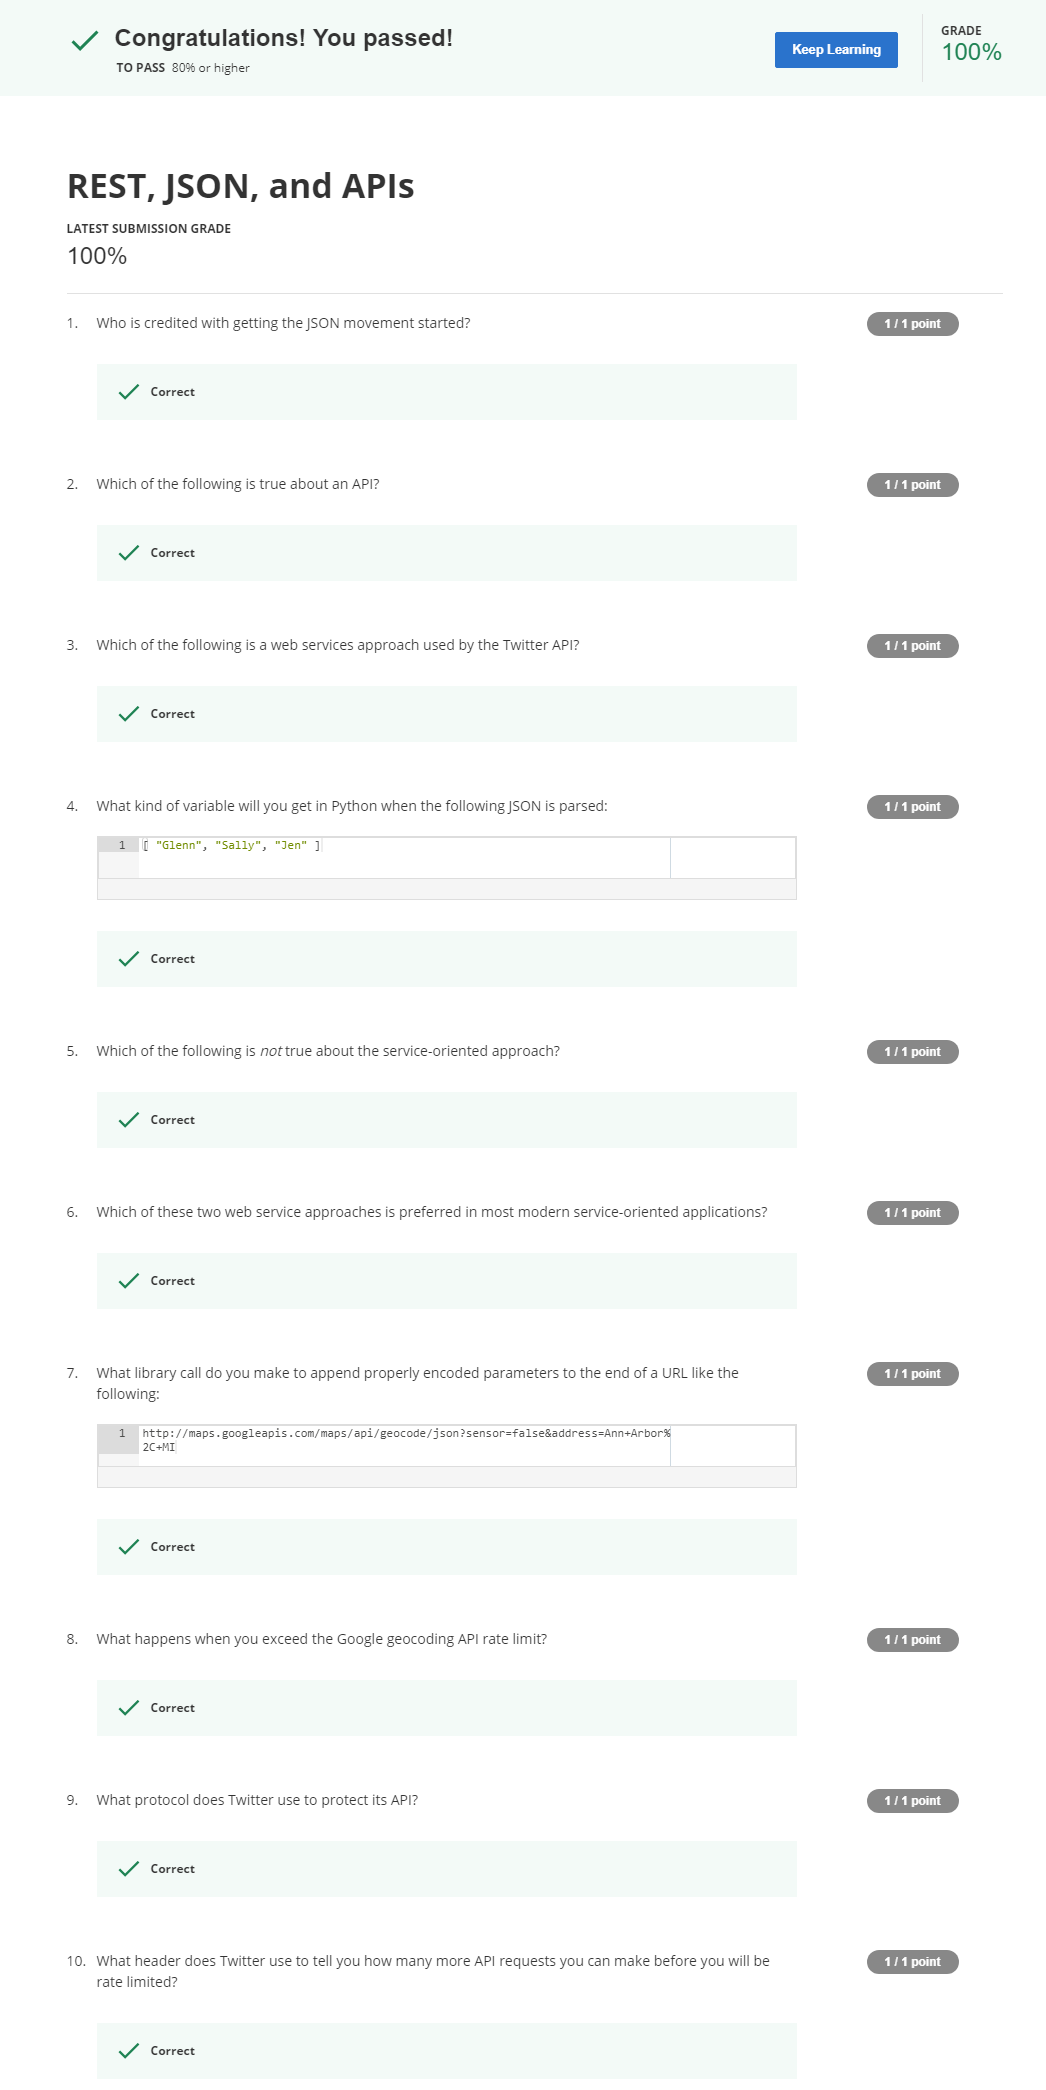 Congratulations! You passed!
TO PASS 80% or higher
Keep Learning
GRADE
100%
REST, JSON, and APIs
LATEST SUBMISSION GRADE
100%
1. Who is credited with getting the JSON movement started?
1 / 1 point
Correct
2. Which of the following is true about an API?
1 / 1 point
Correct
3. Which of the following is a web services approach used by the Twitter API?
1 / 1 point
Correct
4. What kind of variable will you get in Python when the following JSON is parsed:
1 / 1 point
1 [ "Glenn", "Sally", "Jen" ]
Correct
5. Which of the following is not true about the service-oriented approach?
1 / 1 point
Correct
6. Which of these two web service approaches is preferred in most modern service-oriented applications?
1 / 1 point
Correct
7. What library call do you make to append properly encoded parameters to the end of a URL like the
following:
1 / 1 point
1 http://maps.googleapis.com/maps/api/geocode/json?sensor=false&address=Ann+Arbor%
2C+MI
Correct
8. What happens when you exceed the Google geocoding API rate limit?
1 / 1 point
Correct
9. What protocol does Twitter use to protect its API?
1 / 1 point
Correct
10. What header does Twitter use to tell you how many more API requests you can make before you will be
rate limited?
1 / 1 point
Correct